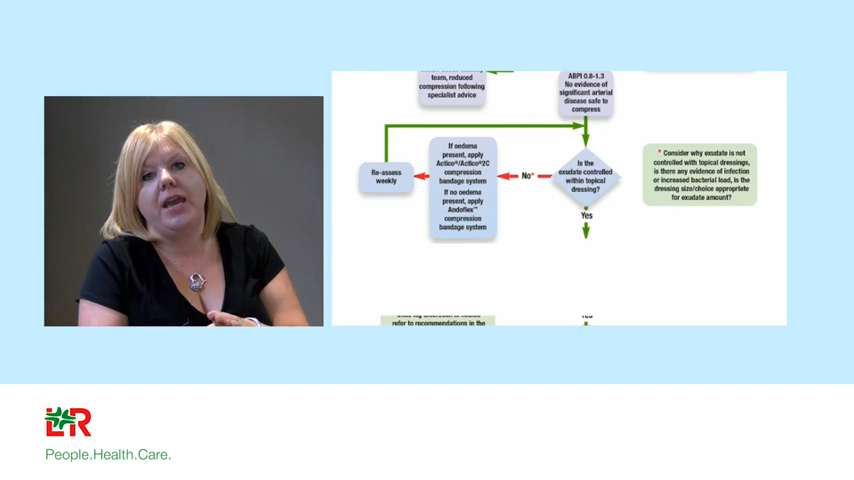 team, reduced
compression following
specialist advice
ABPI 0.8-1.3
No evidence of
significant arterial
disease safe to
compress
Re-assess
weekly
If oedema
present, apply
Actico®/Actico®2C
compression
bandage system
If no oedema
present, apply
Andoflex™
compression
bandage system
No*
Is the
exudate controlled
within topical
dressing?
* Consider why exudate is not
controlled with topical dressings,
is there any evidence of infection
or increased bacterial load, is the
dressing size/choice appropriate
for exudate amount?
Yes
refer to recommendations in the
L&R
People.Health.Care.